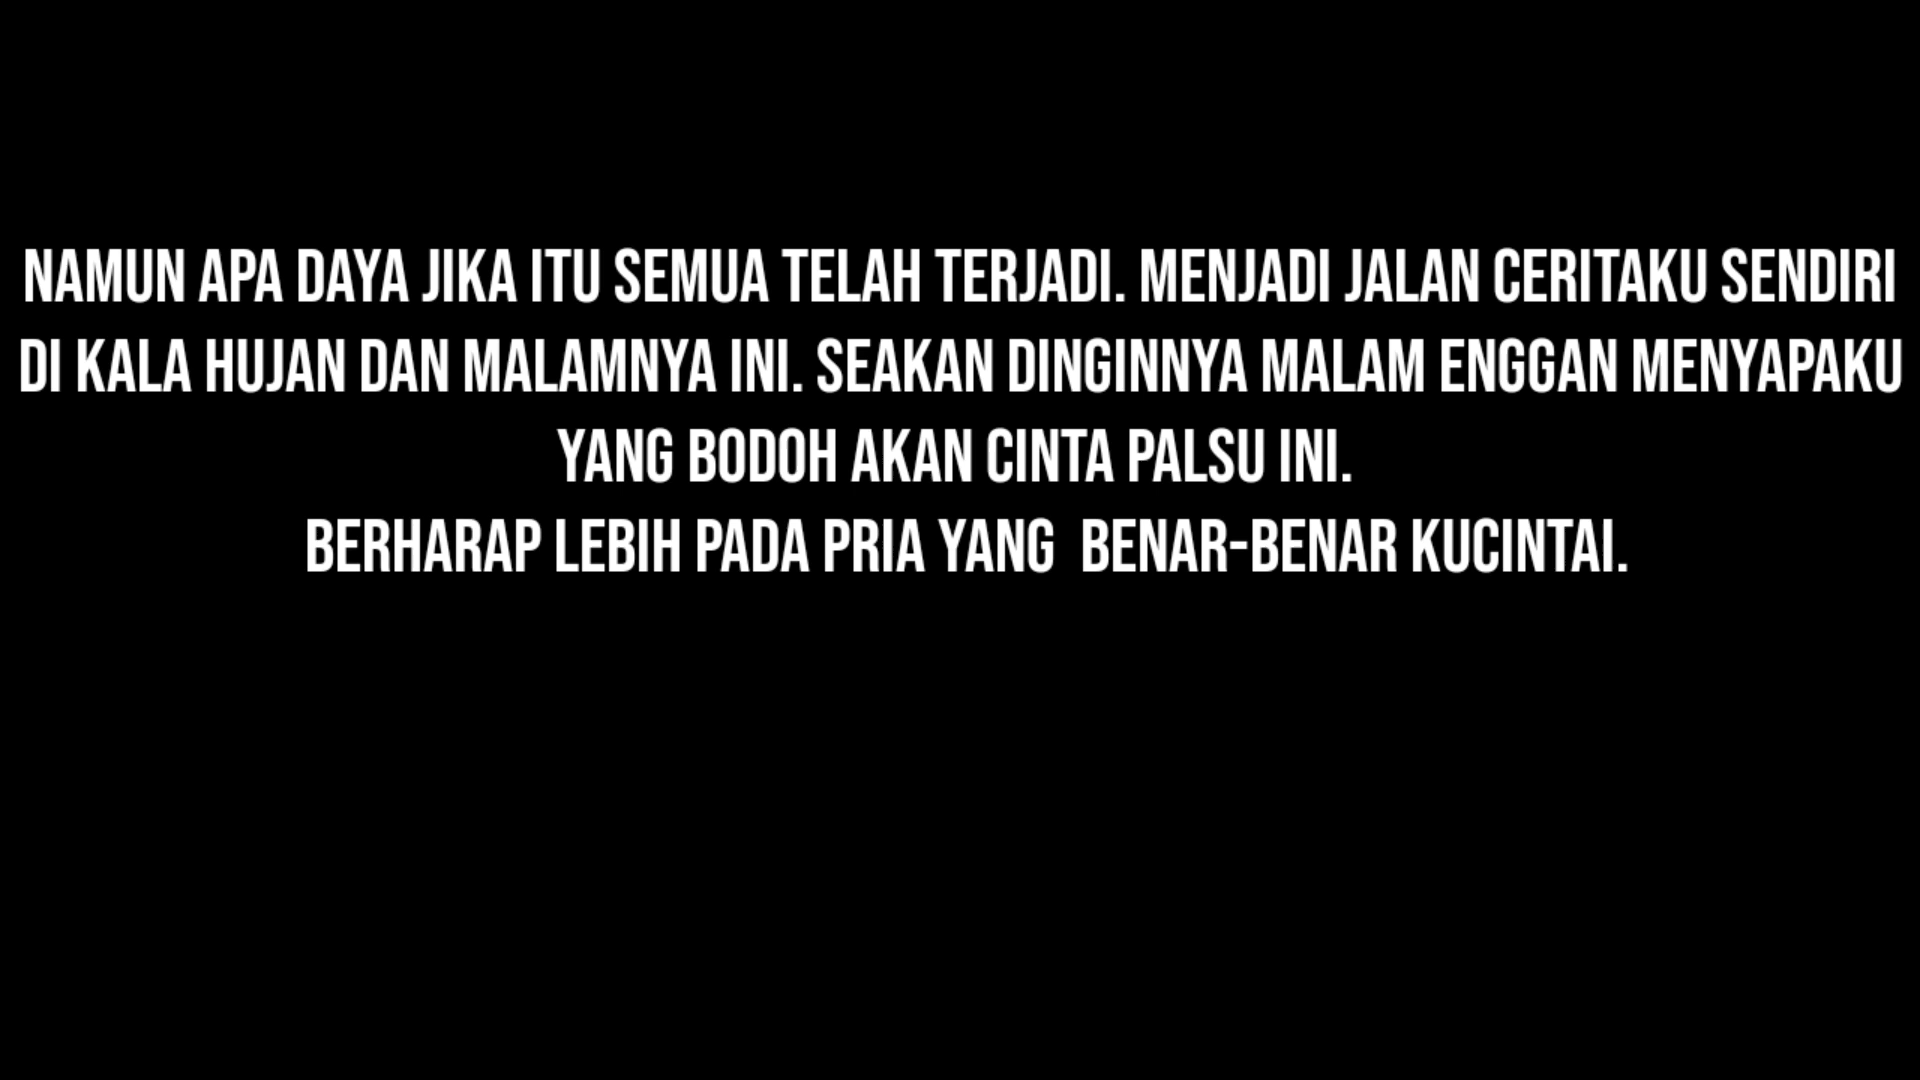 NAMUN APA DAYA JIKA ITU SEMUA TELAH TERJADI. MENJADI JALAN CERITAKU SENDIRI
DI KALA HUJAN DAN MALAMNYA INI. SEAKAN DINGINNYA MALAM ENGGAN MENYAPAKU
YANG BODOH AKAN CINTA PALSU INI.
BERHARAP LEBIH PADA PRIA YANG  BENAR-BENAR KUCINTAI.